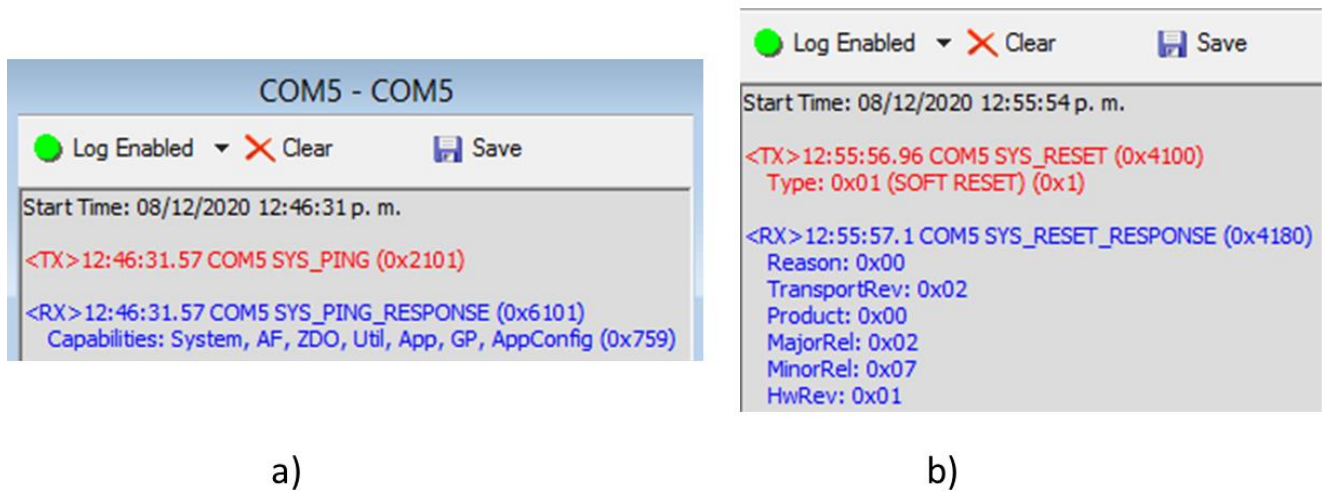 COM5 - COM5
Log Enabled Clear Save
Start Time: 08/12/2020 12:46:31 p. m.
<TX>12:46:31.57 COM5 SYS_PING (0x2101)
<RX>12:46:31.57 COM5 SYS_PING_RESPONSE (0x6101)
Capabilities: System, AF, ZDO, Util, App, GP, AppConfig (0x759)
a)
Log Enabled Clear Save
Start Time: 08/12/2020 12:55:54 p. m.
<TX>12:55:56.96 COM5 SYS_RESET (0x4100)
Type: 0x01 (SOFT RESET) (0x1)
<RX>12:55:57.1 COM5 SYS_RESET_RESPONSE (0x4180)
Reason: 0x00
TransportRev: 0x02
Product: 0x00
MajorRel: 0x02
MinorRel: 0x07
HwRev: 0x01
b)